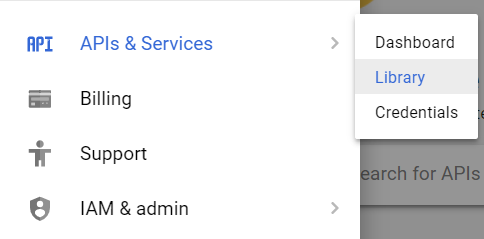 API APIs & Services
Dashboard
Library
Billing
Credentials
Support
earch for APIs
IAM & admin